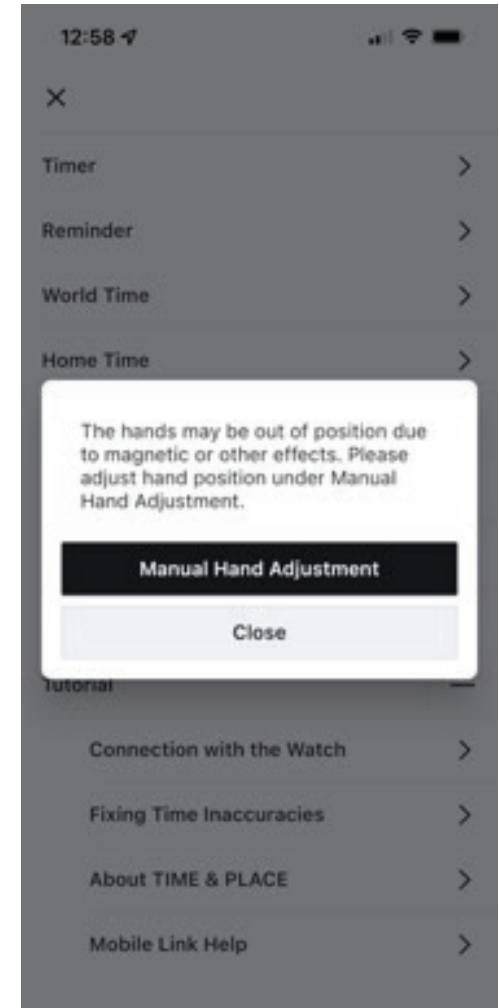 12:58
Timer
Reminder
World Time
Home Time
The hands may be out of position due
to magnetic or other effects. Please
adjust hand position under Manual
Hand Adjustment.
Manual Hand Adjustment
Close
Tutorial
Connection with the Watch
Fixing Time Inaccuracies
About TIME & PLACE
Mobile Link Help